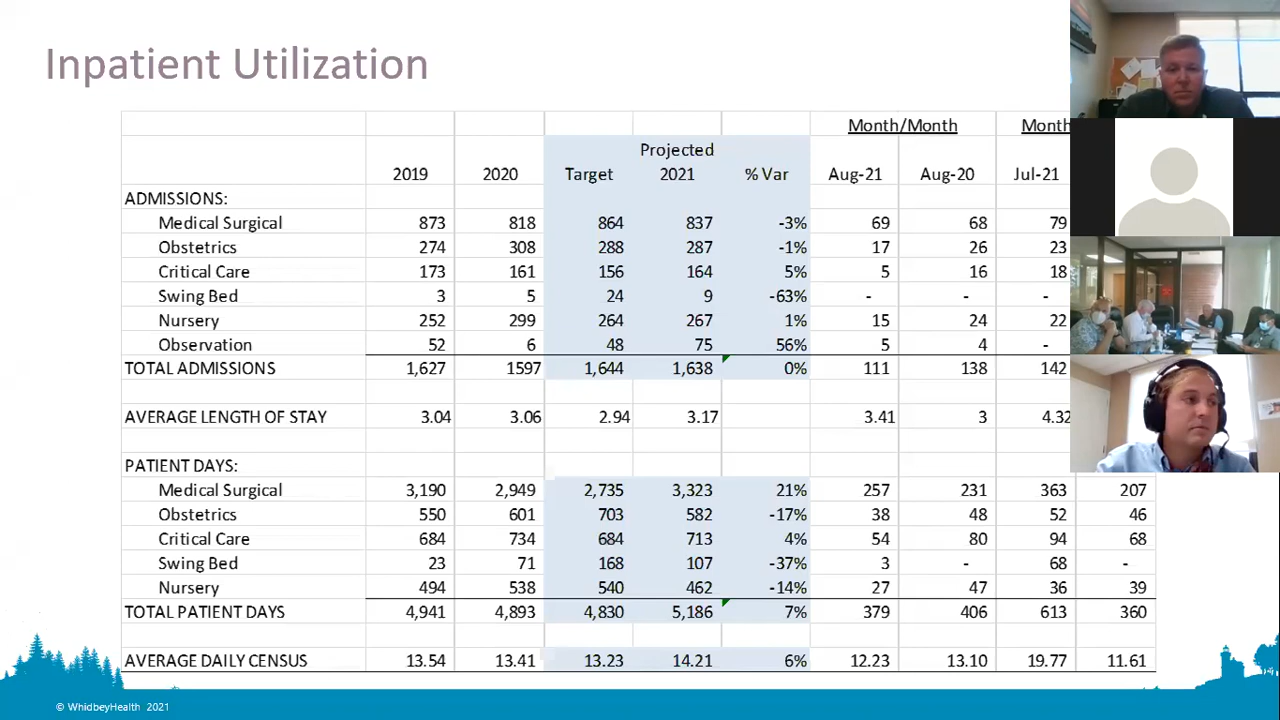 Inpatient Utilization
Month/Month Month
Projected
2019 2020 Target 2021 % Var Aug-21 Aug-20 Jul-21
ADMISSIONS:
Medical Surgical 873 818 864 837 -3% 69 68 79
Obstetrics 274 308 288 287 -1% 17 26 23
Critical Care 173 161 156 164 5% 5 16 18
Swing Bed 3 5 24 9 -63% - - -
Nursery 252 299 264 267 1% 15 24 22
Observation 52 6 48 75 56% 5 4 -
TOTAL ADMISSIONS 1,627 1597 1,644 1,638 0% 111 138 142
AVERAGE LENGTH OF STAY 3.04 3.06 2.94 3.17 3.41 3 4.32
PATIENT DAYS:
Medical Surgical 3,190 2,949 2,735 3,323 21% 257 231 363 207
Obstetrics 550 601 703 582 -17% 38 48 52 46
Critical Care 684 734 684 713 4% 54 80 94 68
Swing Bed 23 71 168 107 -37% 3 - 68 -
Nursery 494 538 540 462 -14% 27 47 36 39
TOTAL PATIENT DAYS 4,941 4,893 4,830 5,186 7% 379 406 613 360
AVERAGE DAILY CENSUS 13.54 13.41 13.23 14.21 6% 12.23 13.10 19.77 11.61
© WhidbeyHealth 2021